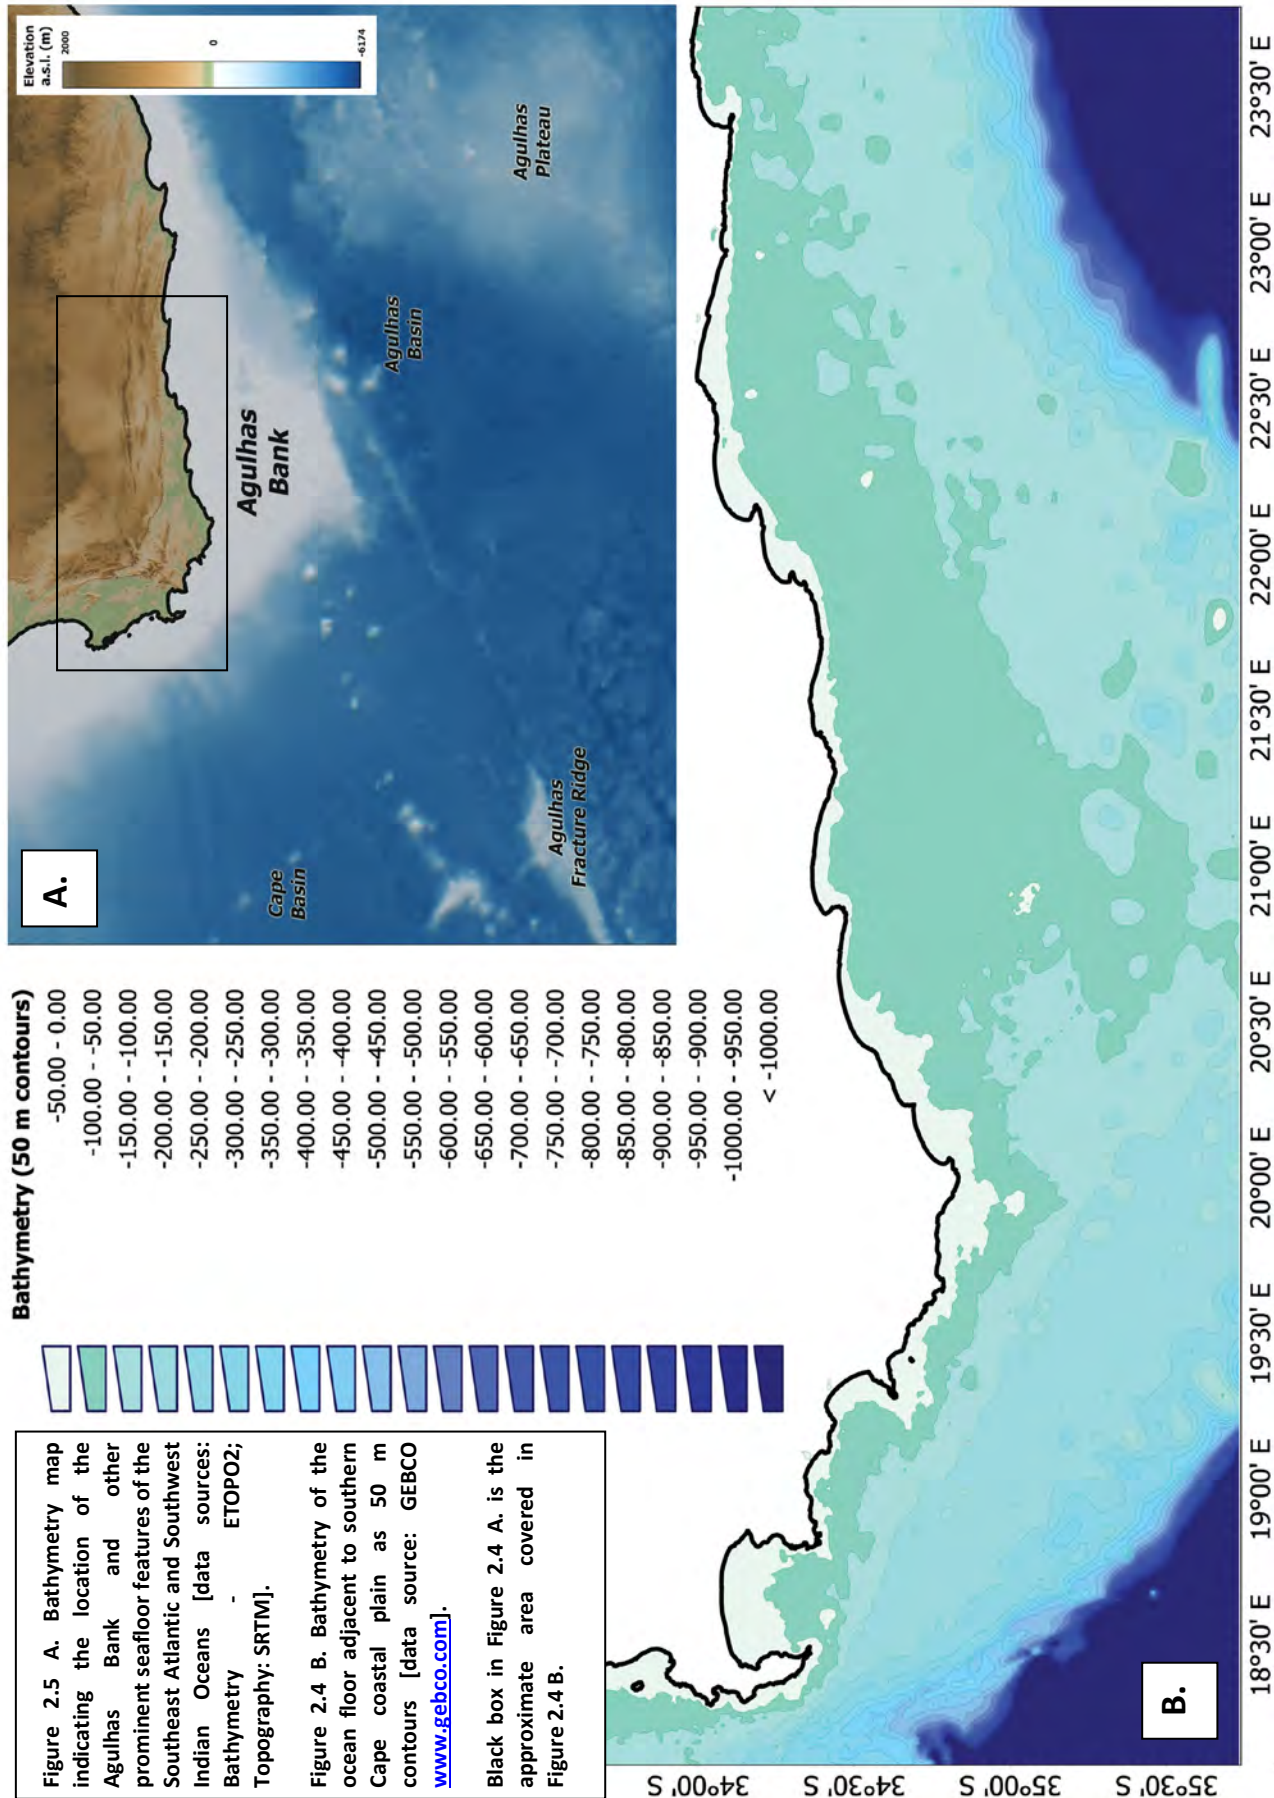 Figure 2.5 A. Bathymetry map
indicating the location of the
Agulhas Bank and other
prominent seafloor features of the
Southeast Atlantic and Southwest
Indian Oceans [data sources:
Bathymetry - ETOPO2;
Topography: SRTM].
Figure 2.4 B. Bathymetry of the
ocean floor adjacent to southern
Cape coastal plain as 50 m
contours [data source: GEBCO
www.gebco.com].
Black box in Figure 2.4 A. is the
approximate area covered in
Figure 2.4 B.
Bathymetry (50 m contours)
-50.00 - 0.00
-100.00 - -50.00
-150.00 - -100.00
-200.00 - -150.00
-250.00 - -200.00
-300.00 - -250.00
-350.00 - -300.00
-400.00 - -350.00
-450.00 - -400.00
-500.00 - -450.00
-550.00 - -500.00
-600.00 - -550.00
-650.00 - -600.00
-700.00 - -650.00
-750.00 - -700.00
-800.00 - -750.00
-850.00 - -800.00
-900.00 - -850.00
-950.00 - -900.00
-1000.00 - -950.00
< -1000.00
A.
Elevation
a.s.l. (m)
2000
0
-6174
Agulhas
Bank
Agulhas
Plateau
Agulhas
Basin
Cape
Basin
Agulhas
Fracture Ridge
B.
34°00' S
34°30' S
35°00' S
35°30' S
18°30' E
19°00' E
19°30' E
20°00' E
20°30' E
21°00' E
21°30' E
22°00' E
22°30' E
23°00' E
23°30' E